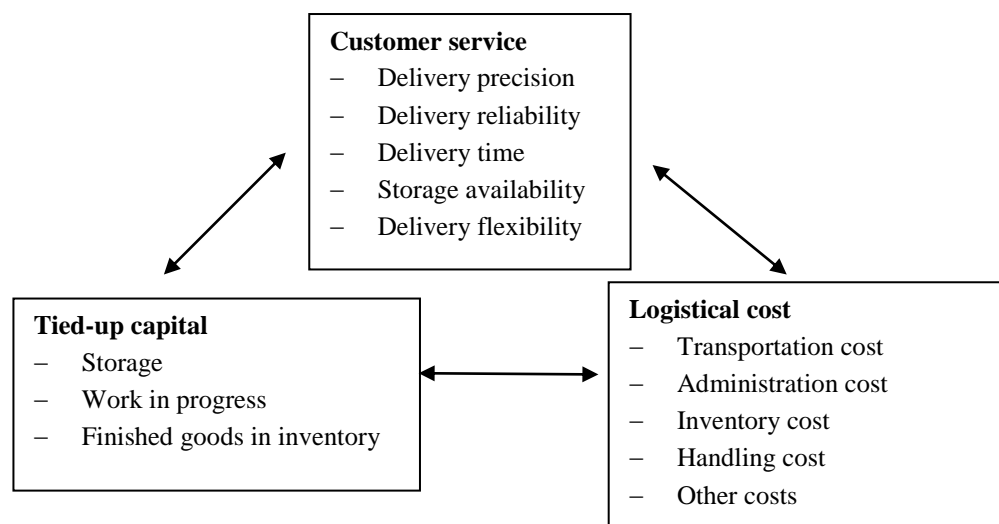 Customer service
– Delivery precision
– Delivery reliability
– Delivery time
– Storage availability
– Delivery flexibility
Tied-up capital
– Storage
– Work in progress
– Finished goods in inventory
Logistical cost
– Transportation cost
– Administration cost
– Inventory cost
– Handling cost
– Other costs